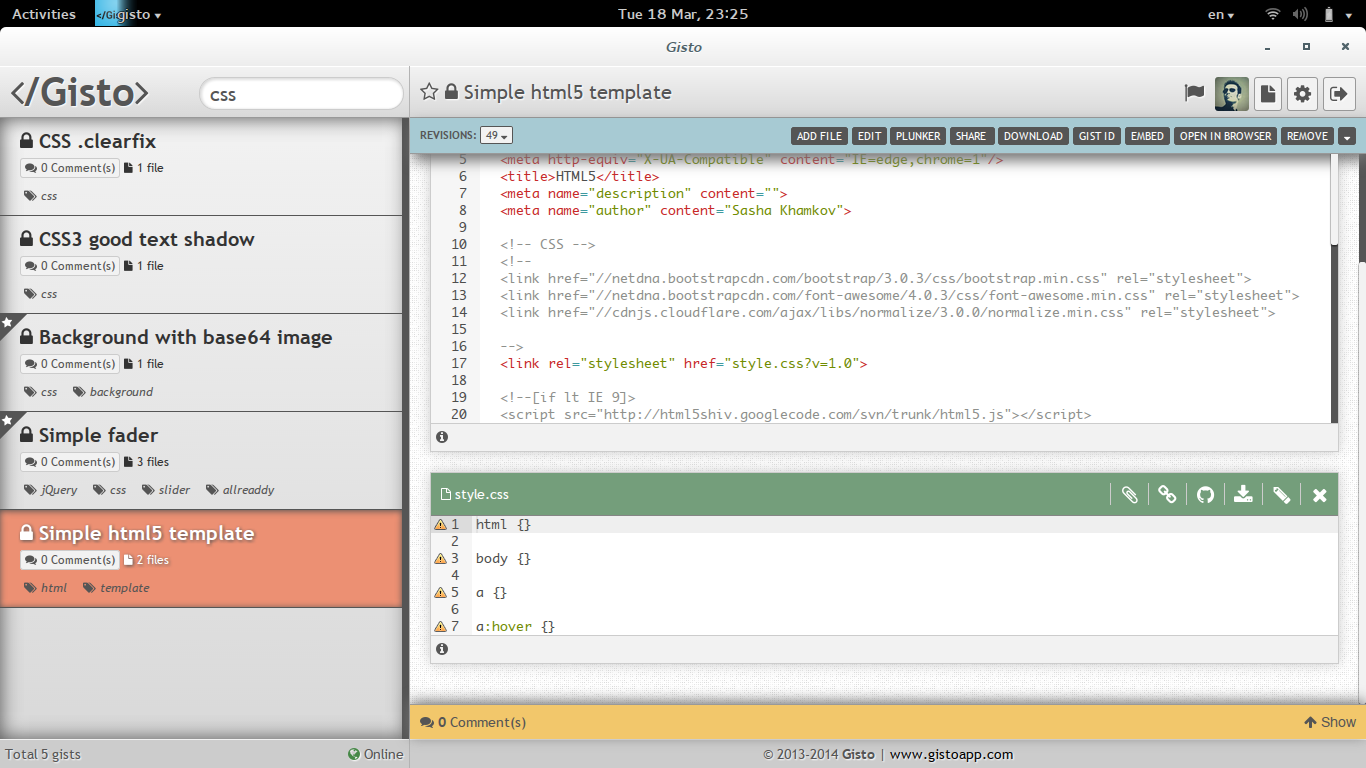 Activities </Gi gisto Tue 18 Mar, 23:25 en
Gisto
</Gisto> css
CSS .clearfix
0 Comment(s) 1 file
css
CSS3 good text shadow
0 Comment(s) 1 file
css
Background with base64 image
0 Comment(s) 1 file
css background
Simple fader
0 Comment(s) 3 files
jQuery css slider allreaddy
Simple html5 template
0 Comment(s) 2 files
html template
Total 5 gists Online
Simple html5 template
REVISIONS: 49 ADD FILE EDIT PLUNKER SHARE DOWNLOAD GIST ID EMBED OPEN IN BROWSER REMOVE
5 <meta http-equiv="X-UA-Compatible" content="IE=edge,chrome=1"/>
6 <title>HTML5</title>
7 <meta name="description" content="">
8 <meta name="author" content="Sasha Khamkov">
9
10 <!-- CSS -->
11 <!--
12 <link href="//netdna.bootstrapcdn.com/bootstrap/3.0.3/css/bootstrap.min.css" rel="stylesheet">
13 <link href="//netdna.bootstrapcdn.com/font-awesome/4.0.3/css/font-awesome.min.css" rel="stylesheet">
14 <link href="//cdnjs.cloudflare.com/ajax/libs/normalize/3.0.0/normalize.min.css" rel="stylesheet">
15
16 -->
17 <link rel="stylesheet" href="style.css?v=1.0">
18
19 <!--[if lt IE 9]>
20 <script src="http://html5shiv.googlecode.com/svn/trunk/html5.js"></script>
style.css
1 html {}
2
3 body {}
4
5 a {}
6
7 a:hover {}
0 Comment(s) Show
© 2013-2014 Gisto | www.gistoapp.com